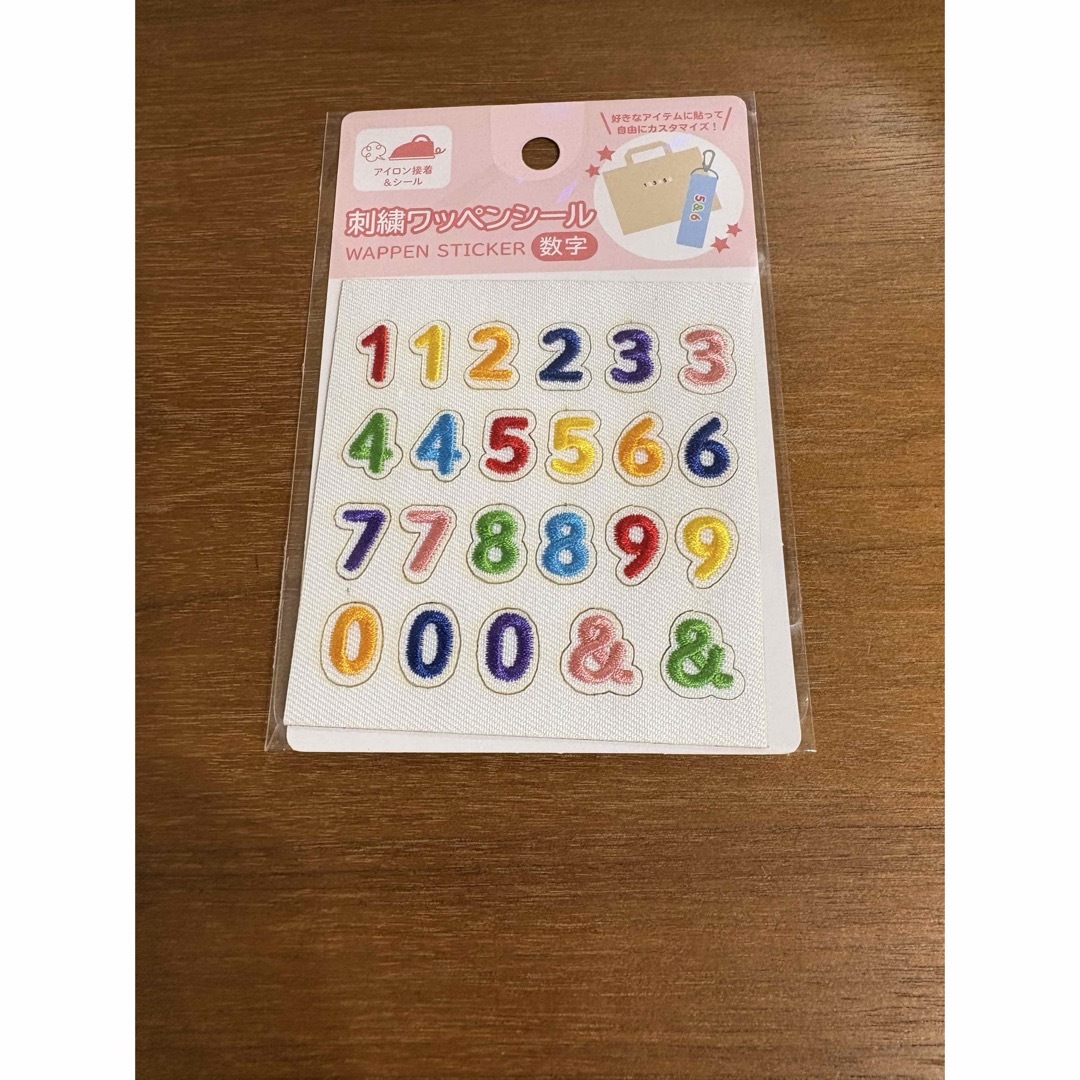 アイロン接着
&シール
好きなアイテムに貼って
自由にカスタマイズ!
5&6
刺繍ワッペンシール
WAPPEN STICKER 数字
1 1 2 2 3 3
4 4 5 5 6 6
7 7 8 8 9 9
0 0 0 & &